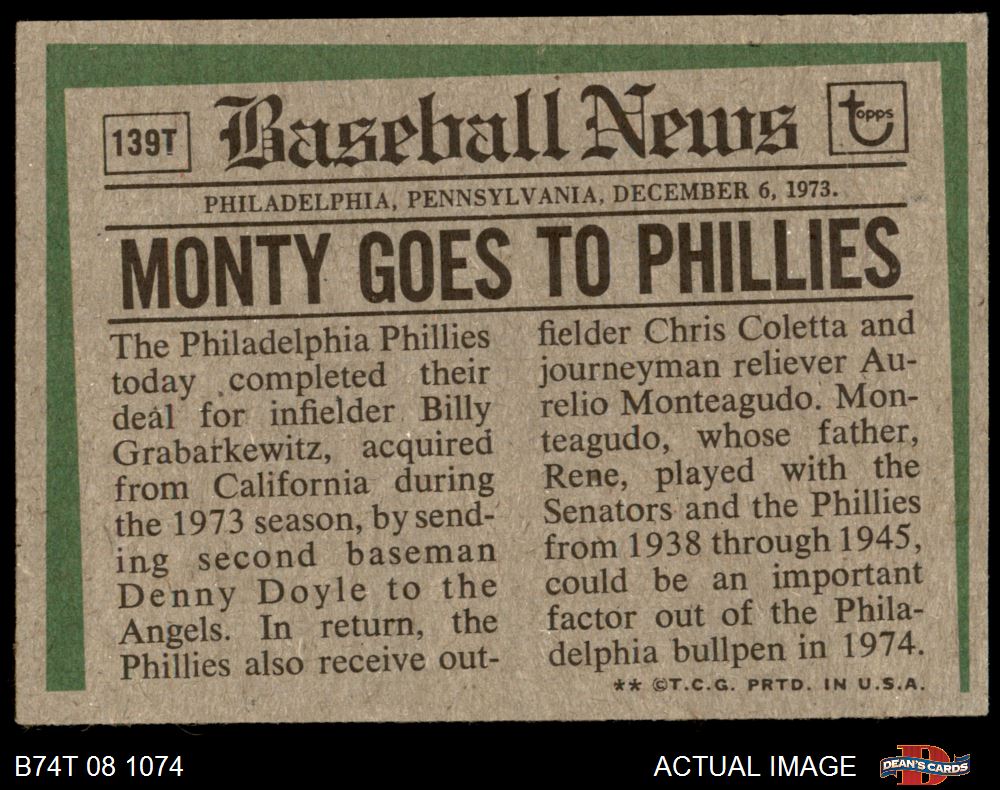 139T
Baseball News
topps
PHILADELPHIA, PENNSYLVANIA, DECEMBER 6, 1973.
MONTY GOES TO PHILLIES
The Philadelphia Phillies
today completed their
deal for infielder Billy
Grabarkewitz, acquired
from California during
the 1973 season, by send-
ing second baseman
Denny Doyle to the
Angels. In return, the
Phillies also receive out-
fielder Chris Coletta and
journeyman reliever Au-
relio Monteagudo. Mon-
teagudo, whose father,
Rene, played with the
Senators and the Phillies
from 1938 through 1945,
could be an important
factor out of the Phila-
delphia bullpen in 1974.
** ©T.C.G. PRTD. IN U.S.A.
B74T 08 1074
ACTUAL IMAGE
DEAN'S CARDS